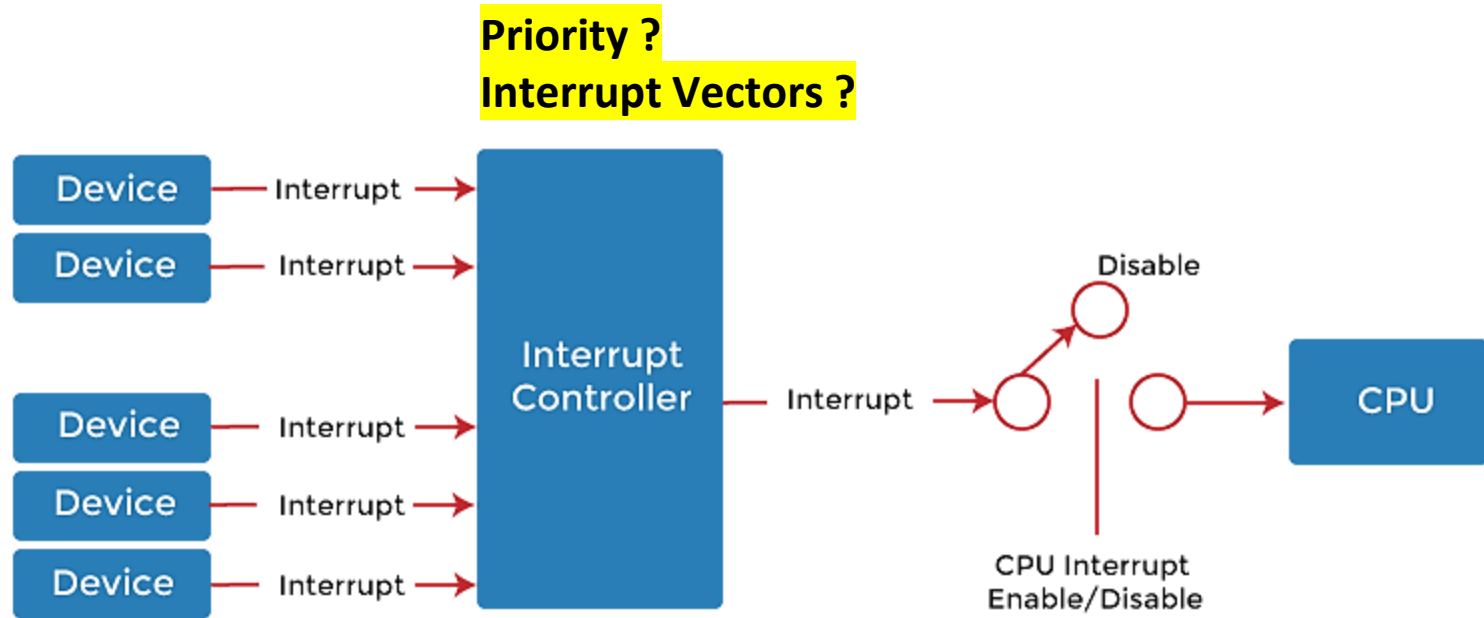 Priority ?
Interrupt Vectors ?
Device
Interrupt
Device
Interrupt
Device
Interrupt
Device
Interrupt
Device
Interrupt
Interrupt
Controller
Interrupt
Disable
CPU Interrupt
Enable/Disable
CPU